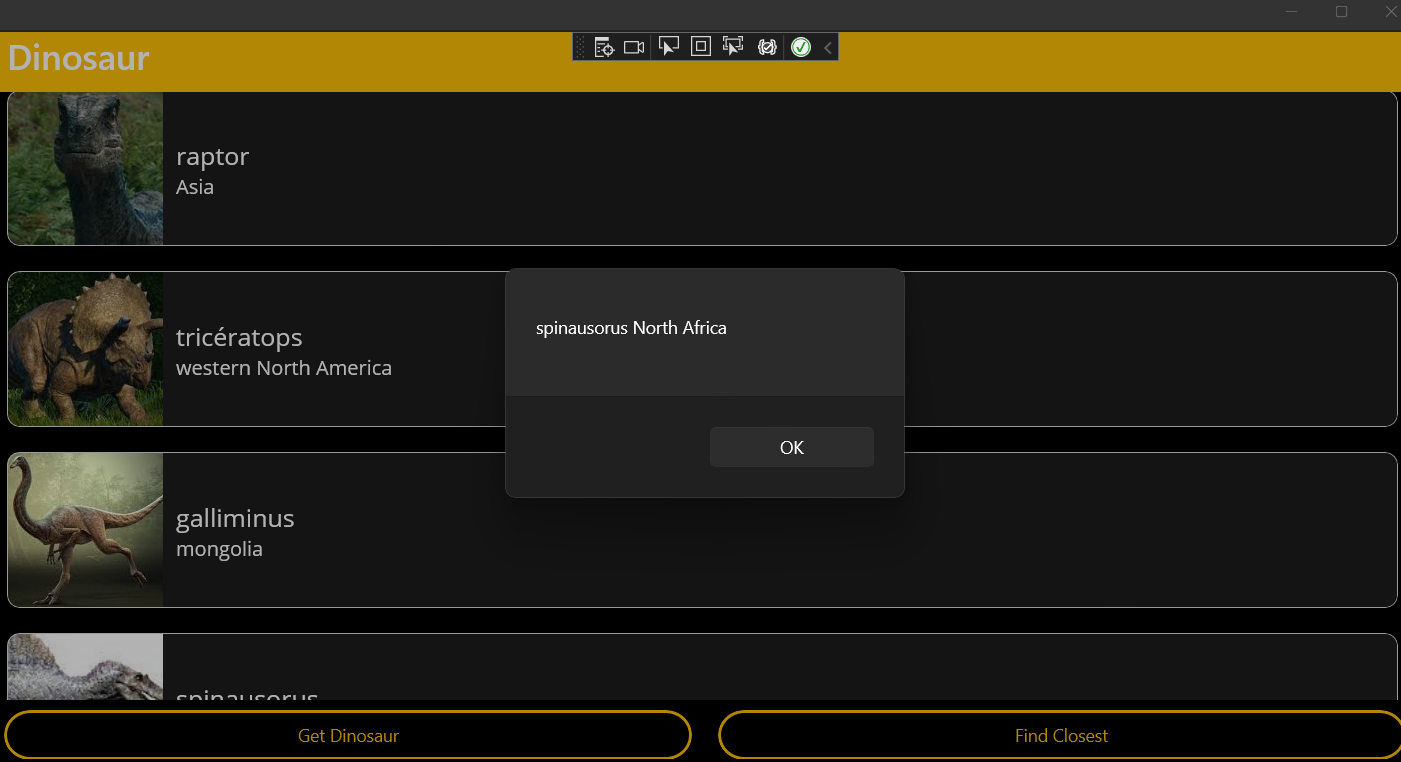 Dinosaur
raptor
Asia
tricératops
western North America
galliminus
mongolia
spinausorus North Africa
OK
spinausorus
Get Dinosaur
Find Closest